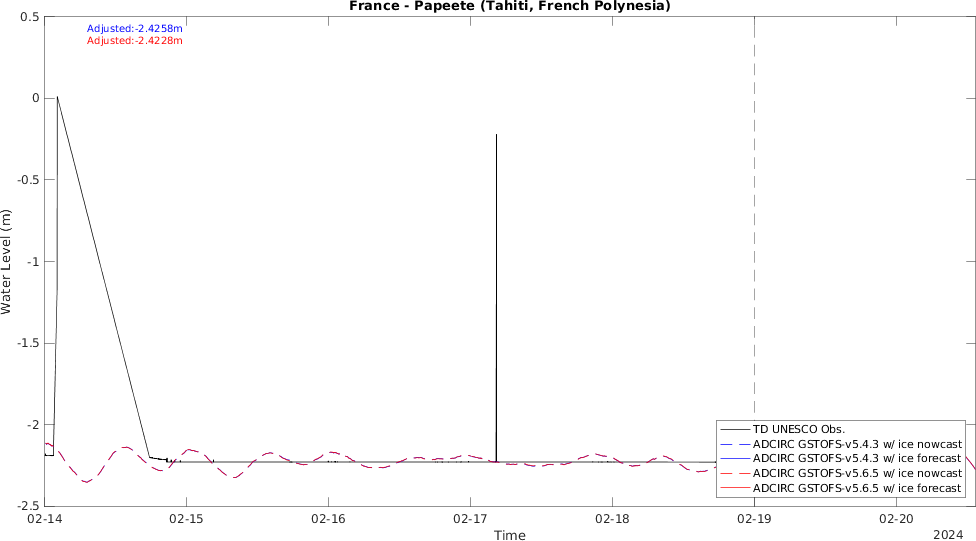 France - Papeete (Tahiti, French Polynesia)
Adjusted:-2.4258m
Adjusted:-2.4228m
0.5
0
-0.5
-1
-1.5
-2
-2.5
Water Level (m)
TD UNESCO Obs.
ADCIRC GSTOFS-v5.4.3 w/ ice nowcast
ADCIRC GSTOFS-v5.4.3 w/ ice forecast
ADCIRC GSTOFS-v5.6.5 w/ ice nowcast
ADCIRC GSTOFS-v5.6.5 w/ ice forecast
02-14 02-15 02-16 02-17 02-18 02-19 02-20
Time
2024